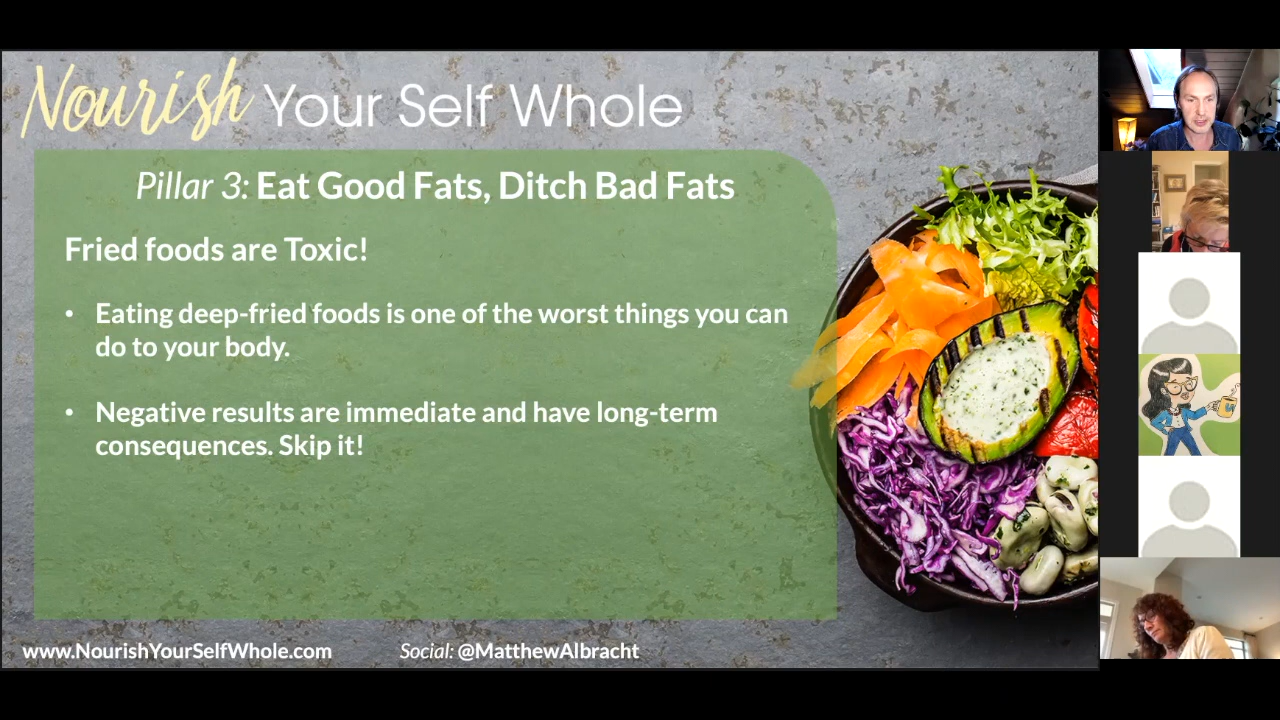 Nourish Your Self Whole
Pillar 3: Eat Good Fats, Ditch Bad Fats
Fried foods are Toxic!
• Eating deep-fried foods is one of the worst things you can
do to your body.
• Negative results are immediate and have long-term
consequences. Skip it!
www.NourishYourSelfWhole.com Social: @MatthewAlbracht